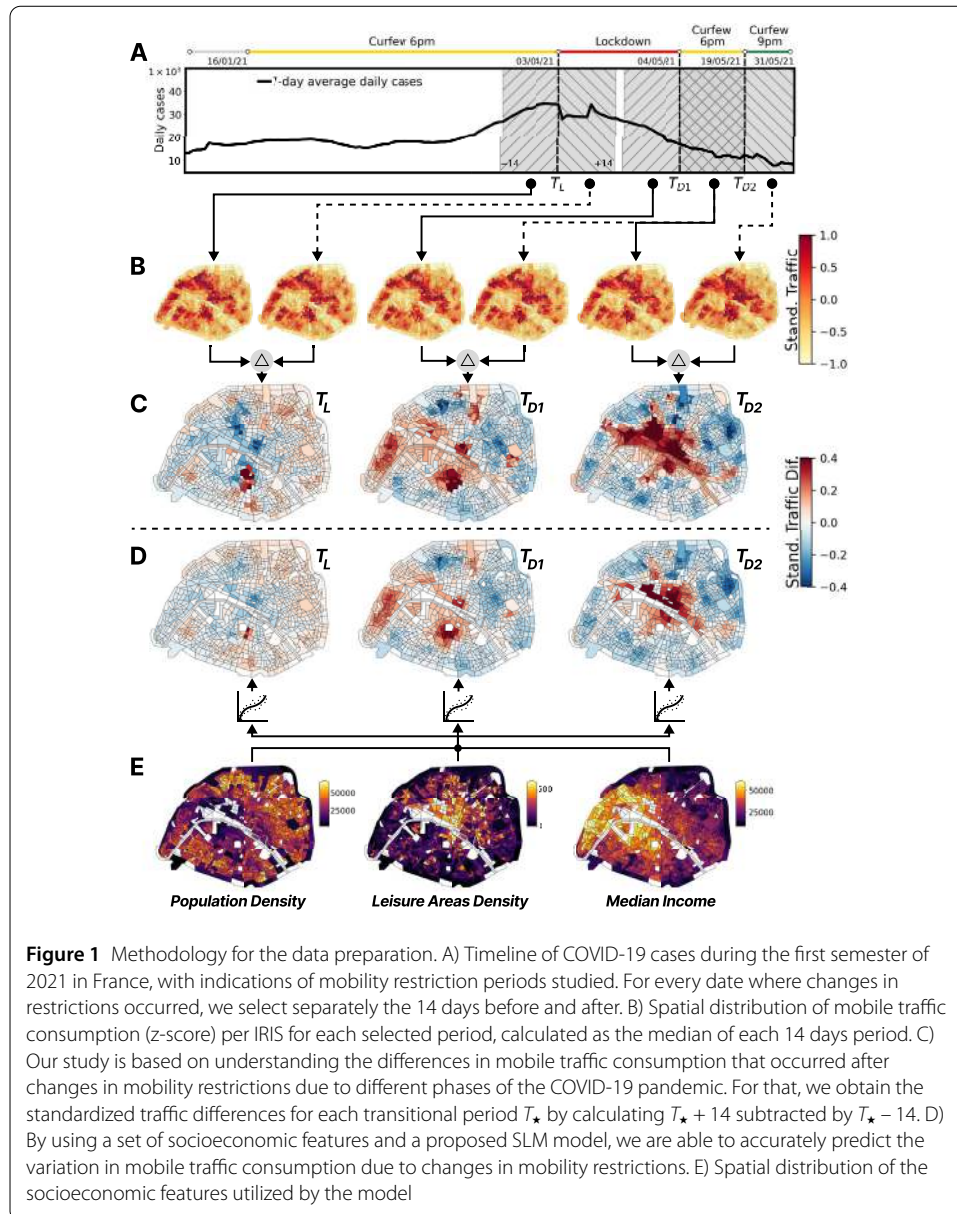 A
Curfew 6pm
Lockdown
Curfew 6pm
Curfew 9pm
16/01/21
03/04/21
04/05/21
19/05/21
31/05/21
1 × 10³
Daily cases
40
30
20
10
7-day average daily cases
−14
+14
T_L
T_D1
T_D2
B
Stand. Traffic
1.0
0.5
0.0
−0.5
−1.0
△
△
△
C
T_L
T_D1
T_D2
Stand. Traffic Dif.
0.4
0.2
0.0
−0.2
−0.4
D
T_L
T_D1
T_D2
E
50000
25000
50000
25000
Population Density
Leisure Areas Density
Median Income
Figure 1 Methodology for the data preparation. A) Timeline of COVID-19 cases during the first semester of
2021 in France, with indications of mobility restriction periods studied. For every date where changes in
restrictions occurred, we select separately the 14 days before and after. B) Spatial distribution of mobile traffic
consumption (z-score) per IRIS for each selected period, calculated as the median of each 14 days period. C)
Our study is based on understanding the differences in mobile traffic consumption that occurred after
changes in mobility restrictions due to different phases of the COVID-19 pandemic. For that, we obtain the
standardized traffic differences for each transitional period T★ by calculating T★ + 14 subtracted by T★ – 14. D)
By using a set of socioeconomic features and a proposed SLM model, we are able to accurately predict the
variation in mobile traffic consumption due to changes in mobility restrictions. E) Spatial distribution of the
socioeconomic features utilized by the model